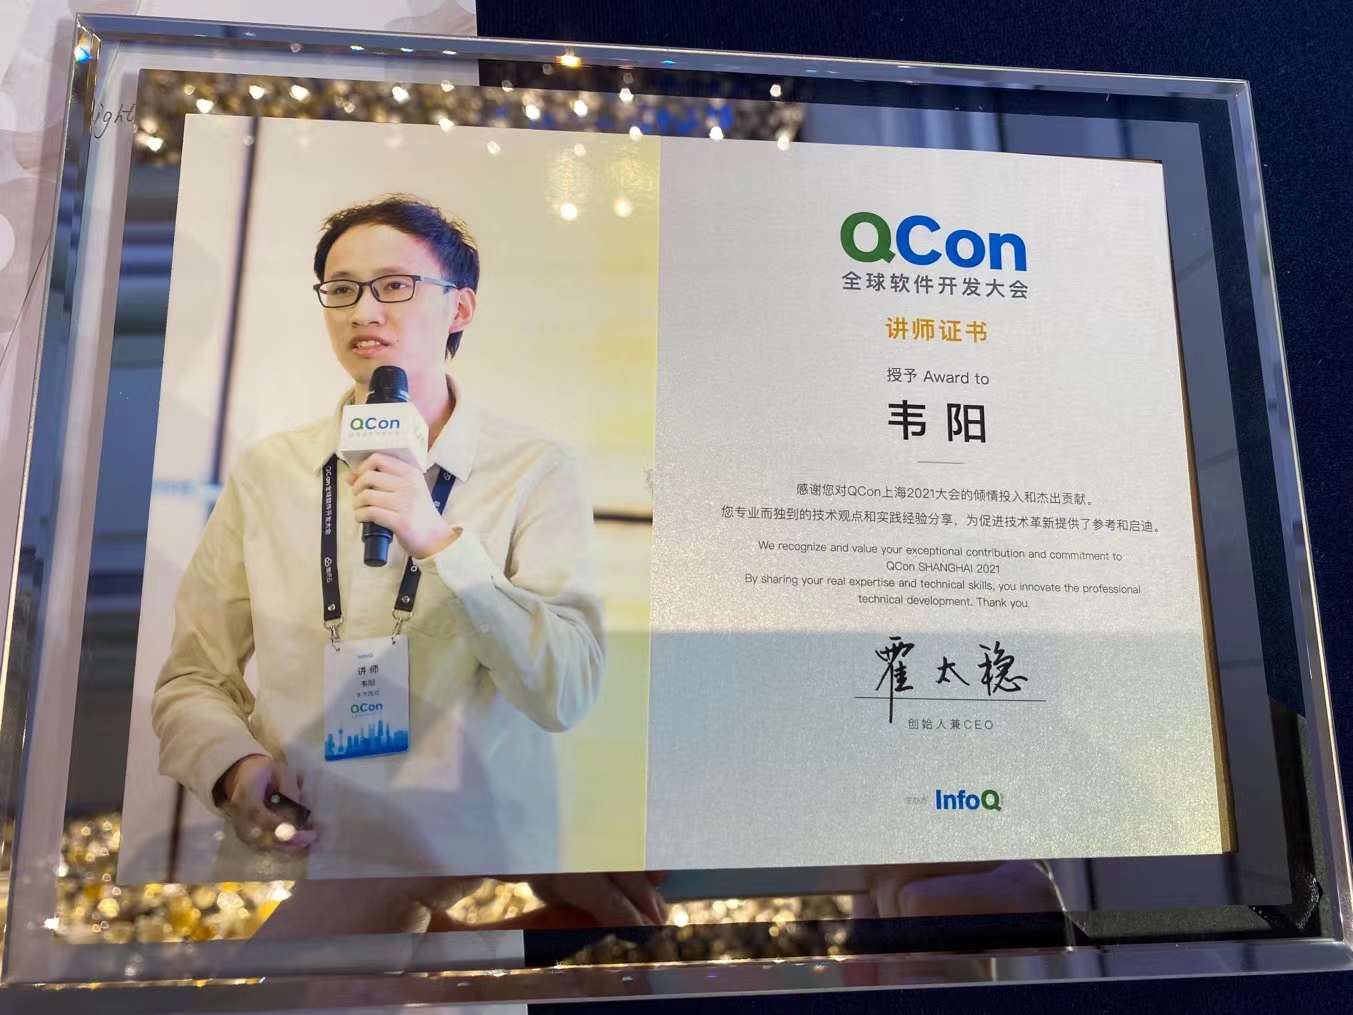 light
QCon
讲师
韦阳
QCon
QCon
全球软件开发大会
讲师证书
授予 Award to
韦阳
感谢您对QCon上海2021大会的倾情投入和杰出贡献。
您专业而独到的技术观点和实践经验分享，为促进技术革新提供了参考和启迪。
We recognize and value your exceptional contribution and commitment to
QCon SHANGHAI 2021
By sharing your real expertise and technical skills, you innovate the professional
technical development. Thank you.
霍太稳
创始人兼CEO
InfoQ